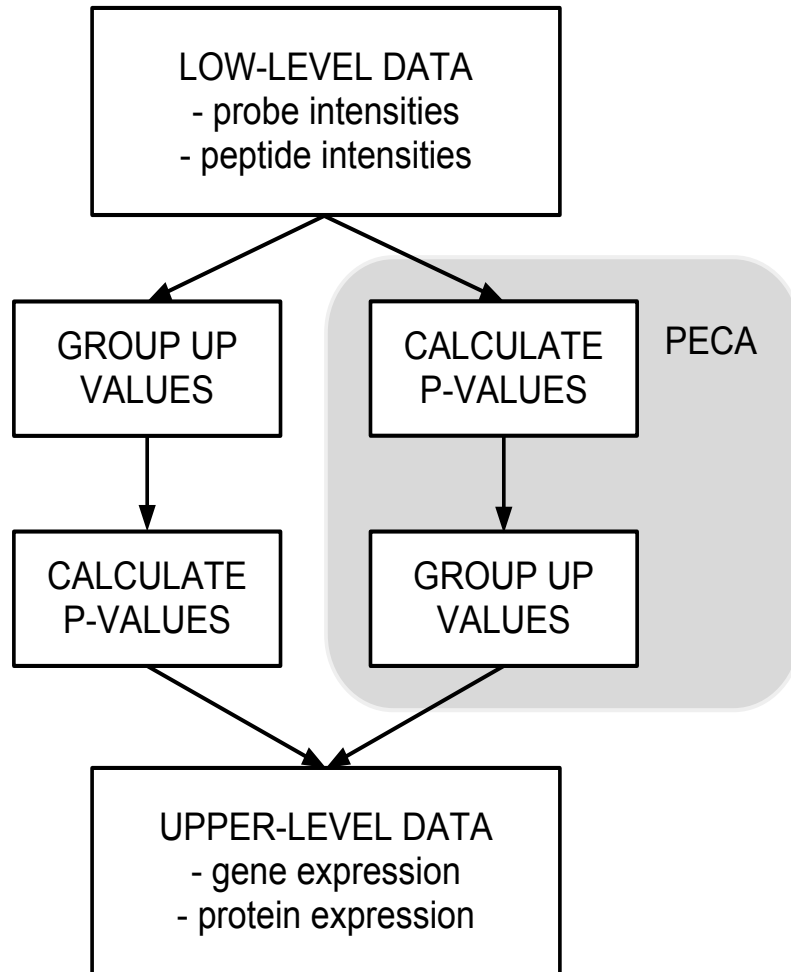 LOW-LEVEL DATA
- probe intensities
- peptide intensities
GROUP UP
VALUES
CALCULATE
P-VALUES
PECA
CALCULATE
P-VALUES
GROUP UP
VALUES
UPPER-LEVEL DATA
- gene expression
- protein expression